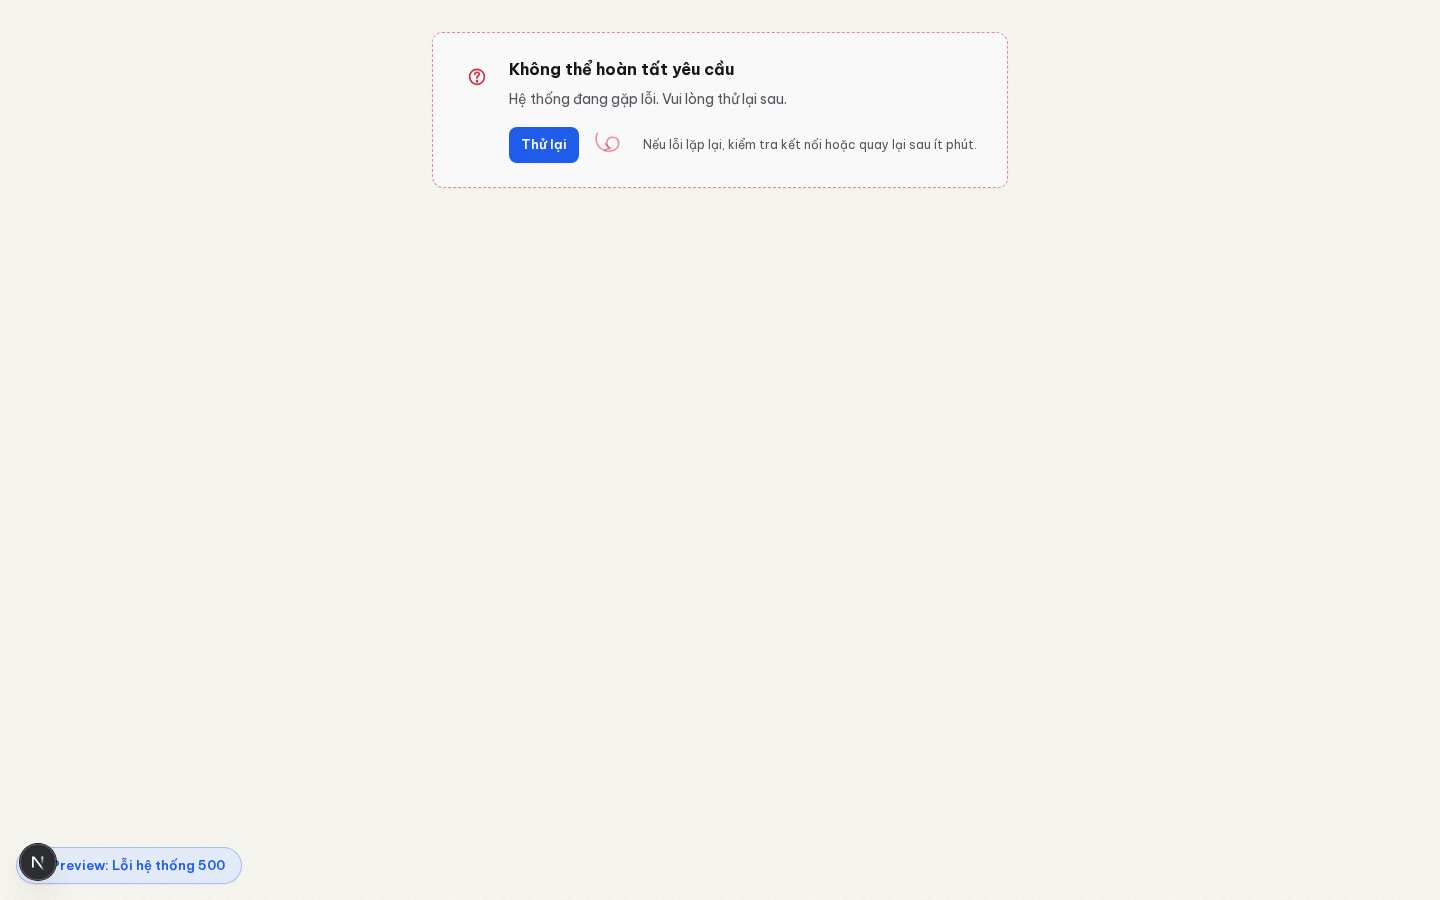 Không thể hoàn tất yêu cầu
Hệ thống đang gặp lỗi. Vui lòng thử lại sau.
Thử lại
Nếu lỗi lặp lại, kiểm tra kết nối hoặc quay lại sau ít phút.
Preview: Lỗi hệ thống 500